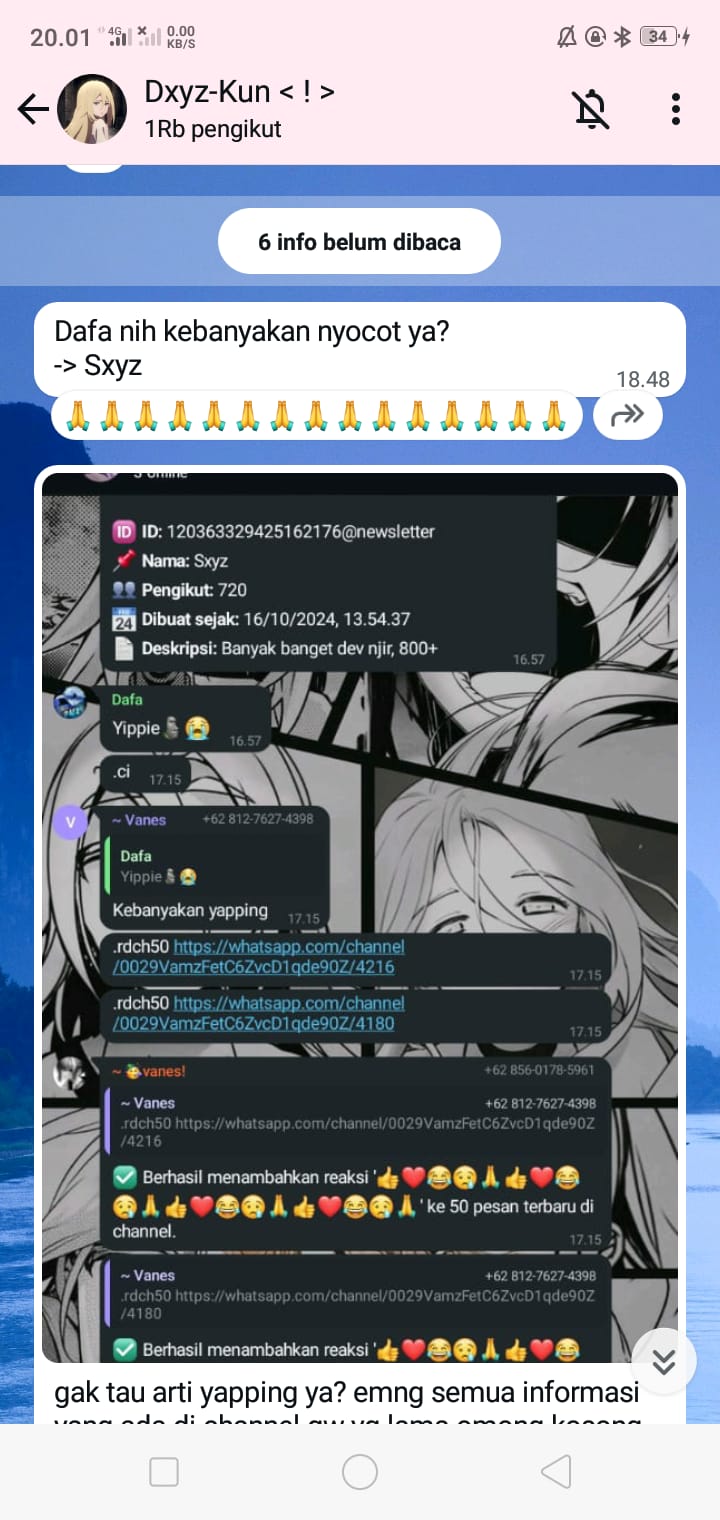 20.01 4G 0.00 KB/S 34
Dxyz-Kun < ! >
1Rb pengikut
6 info belum dibaca
Dafa nih kebanyakan nyocot ya?
-> Sxyz
18.48
🙏🙏🙏🙏🙏🙏🙏🙏🙏🙏🙏🙏🙏🙏🙏
🆔 ID: 120363329425162176@newsletter
📌 Nama: Sxyz
👥 Pengikut: 720
📅 Dibuat sejak: 16/10/2024, 13.54.37
📄 Deskripsi: Banyak banget dev njir, 800+
16.57
Dafa
Yippie🗿😭
16.57
.ci 17.15
V
~ Vanes +62 812-7627-4398
Dafa
Yippie🗿😭
Kebanyakan yapping 17.15
.rdch50 https://whatsapp.com/channel
/0029VamzFetC6ZvcD1qde90Z/4216
17.15
.rdch50 https://whatsapp.com/channel
/0029VamzFetC6ZvcD1qde90Z/4180
17.15
~ vanes! +62 856-0178-5961
~ Vanes +62 812-7627-4398
.rdch50 https://whatsapp.com/channel/0029VamzFetC6ZvcD1qde90Z
/4216
✅ Berhasil menambahkan reaksi '👍❤️😂😢🙏👍❤️😂
😢🙏👍❤️😂😢🙏👍❤️😂😢🙏' ke 50 pesan terbaru di
channel.
17.15
~ Vanes +62 812-7627-4398
.rdch50 https://whatsapp.com/channel/0029VamzFetC6ZvcD1qde90Z
/4180
✅ Berhasil menambahkan reaksi '👍❤️😂😢🙏👍❤️😂
gak tau arti yapping ya? emng semua informasi